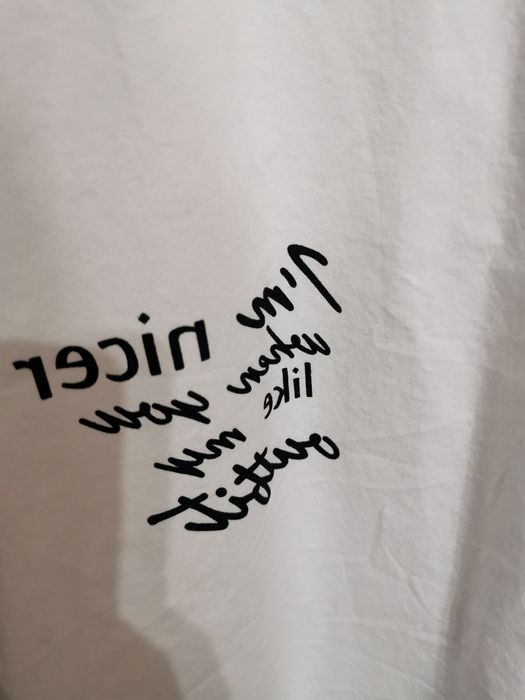 I'm nicer
when you
like my
outfit